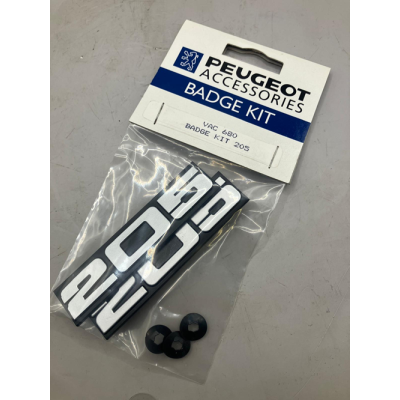 PEUGEOT
ACCESSORIES
BADGE KIT
VAC 680
BADGE KIT 205
205
205